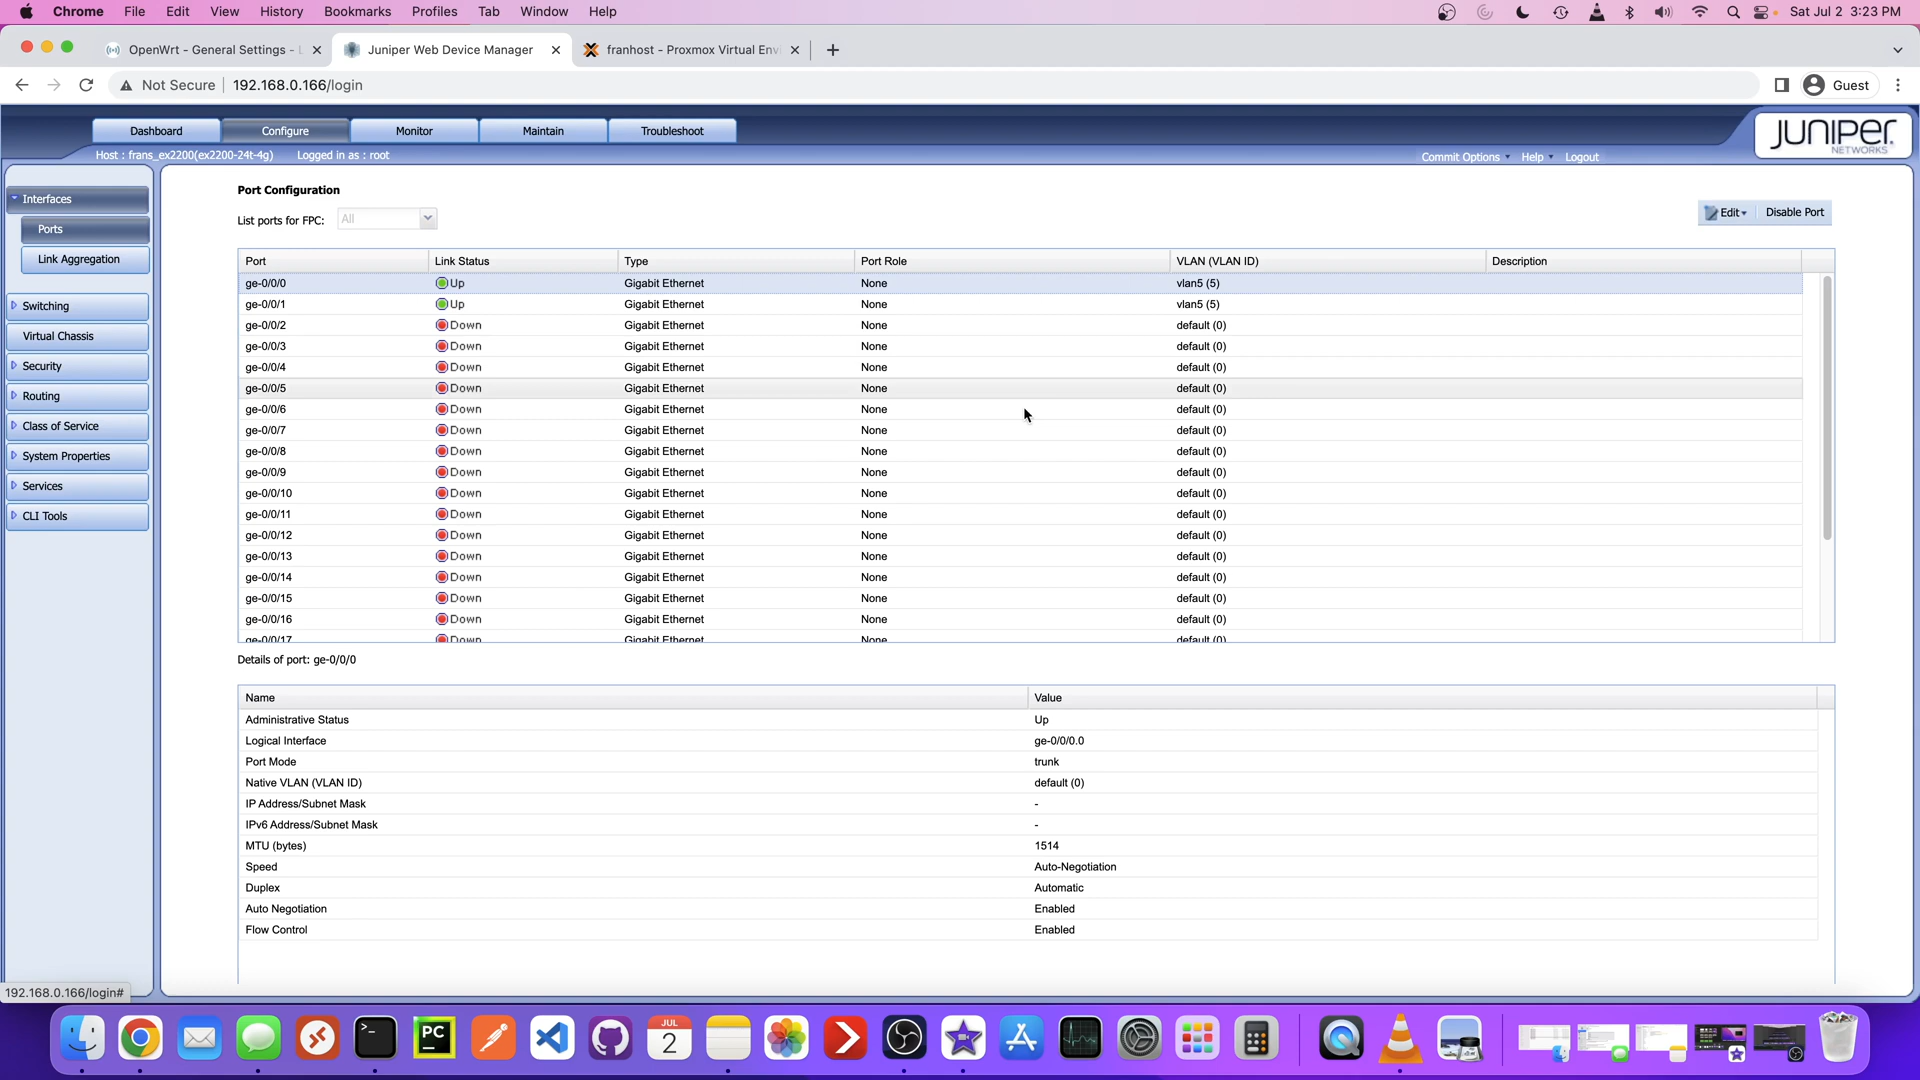 Chrome File Edit View History Bookmarks Profiles Tab Window Help Sat Jul 2 3:23 PM
OpenWrt - General Settings - Juniper Web Device Manager franhost - Proxmox Virtual Env
Not Secure 192.168.0.166/login Guest
Dashboard Configure Monitor Maintain Troubleshoot
JUNIPER NETWORKS
Host : frans_ex2200(ex2200-24t-4g) Logged in as : root Commit Options Help Logout
Interfaces
Ports
Link Aggregation
Switching
Virtual Chassis
Security
Routing
Class of Service
System Properties
Services
CLI Tools
Port Configuration
List ports for FPC: All Edit Disable Port
Port Link Status Type Port Role VLAN (VLAN ID) Description
ge-0/0/0 Up Gigabit Ethernet None vlan5 (5)
ge-0/0/1 Up Gigabit Ethernet None vlan5 (5)
ge-0/0/2 Down Gigabit Ethernet None default (0)
ge-0/0/3 Down Gigabit Ethernet None default (0)
ge-0/0/4 Down Gigabit Ethernet None default (0)
ge-0/0/5 Down Gigabit Ethernet None default (0)
ge-0/0/6 Down Gigabit Ethernet None default (0)
ge-0/0/7 Down Gigabit Ethernet None default (0)
ge-0/0/8 Down Gigabit Ethernet None default (0)
ge-0/0/9 Down Gigabit Ethernet None default (0)
ge-0/0/10 Down Gigabit Ethernet None default (0)
ge-0/0/11 Down Gigabit Ethernet None default (0)
ge-0/0/12 Down Gigabit Ethernet None default (0)
ge-0/0/13 Down Gigabit Ethernet None default (0)
ge-0/0/14 Down Gigabit Ethernet None default (0)
ge-0/0/15 Down Gigabit Ethernet None default (0)
ge-0/0/16 Down Gigabit Ethernet None default (0)
ge-0/0/17 Down Gigabit Ethernet None default (0)
Details of port: ge-0/0/0
Name Value
Administrative Status Up
Logical Interface ge-0/0/0.0
Port Mode trunk
Native VLAN (VLAN ID) default (0)
IP Address/Subnet Mask -
IPv6 Address/Subnet Mask -
MTU (bytes) 1514
Speed Auto-Negotiation
Duplex Automatic
Auto Negotiation Enabled
Flow Control Enabled
192.168.0.166/login#
PC
JUL
2